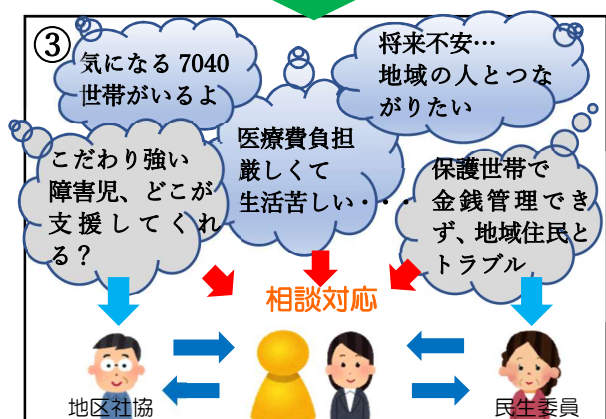 ③
気になる 7040
世帯がいるよ
将来不安…
地域の人とつな
がりたい
こだわり強い
障害児、どこが
支援してくれ
る？
医療費負担
厳しくて
生活苦しい・・・
保護世帯で
金銭管理でき
ず、地域住民と
トラブル
相談対応
地区社協
民生委員